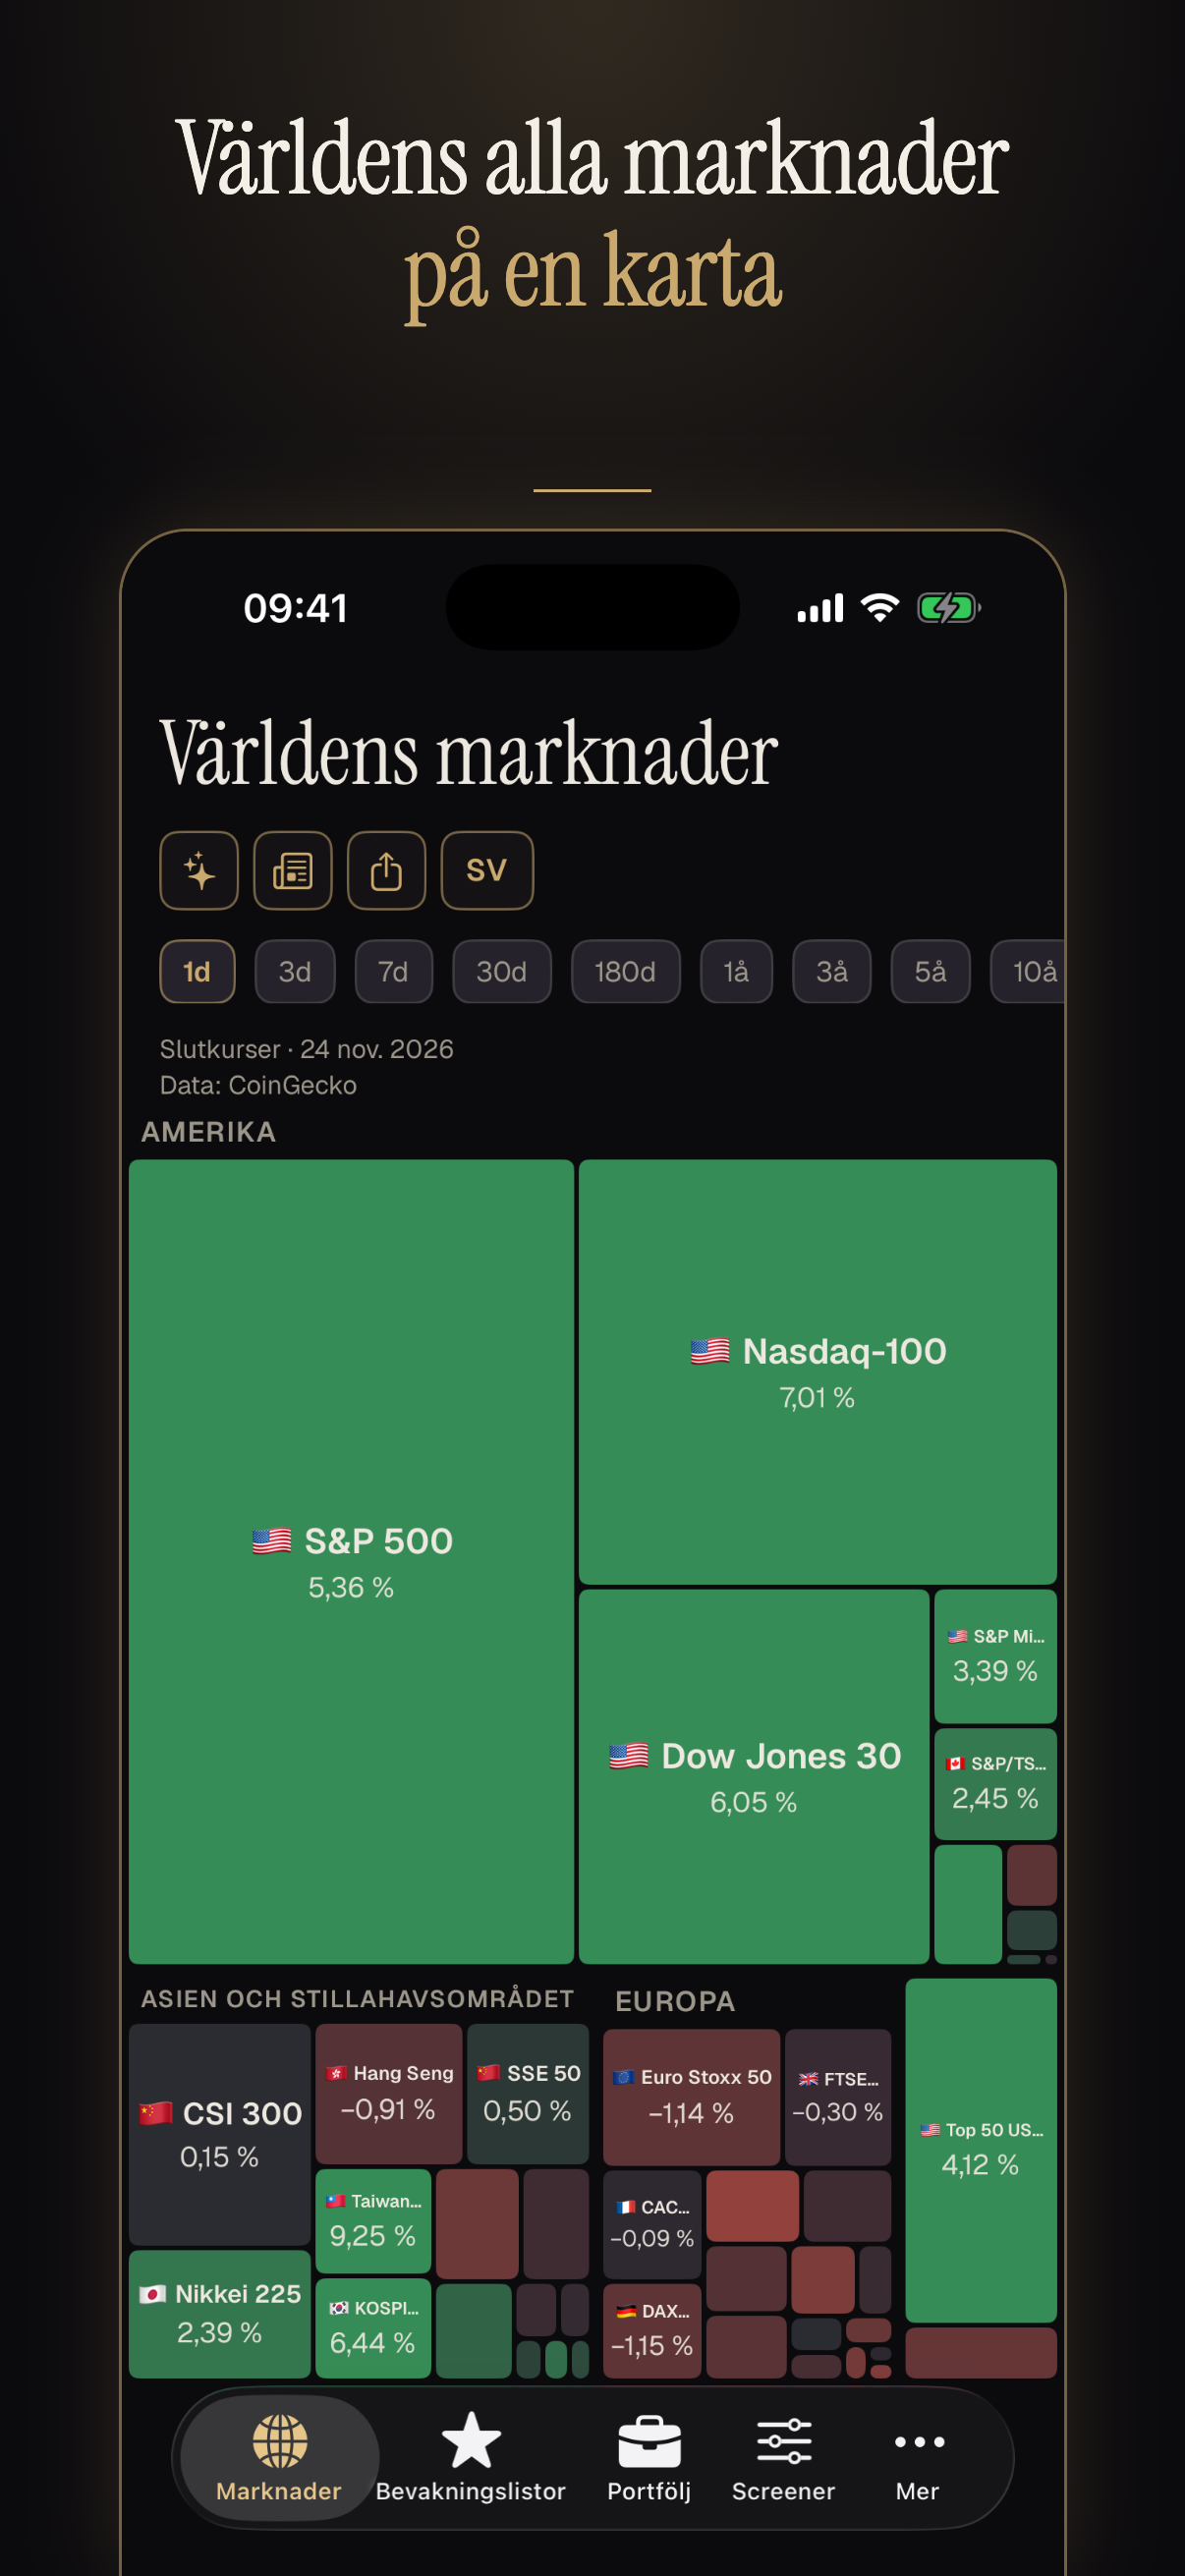 Världens alla marknader
på en karta
09:41
Världens marknader
SV
1d 3d 7d 30d 180d 1å 3å 5å 10å
Slutkurser · 24 nov. 2026
Data: CoinGecko
AMERIKA
S&P 500
5,36 %
Nasdaq-100
7,01 %
Dow Jones 30
6,05 %
S&P Mi...
3,39 %
S&P/TS...
2,45 %
ASIEN OCH STILLAHAVSOMRÅDET
CSI 300
0,15 %
Hang Seng
−0,91 %
SSE 50
0,50 %
Taiwan...
9,25 %
Nikkei 225
2,39 %
KOSPI...
6,44 %
EUROPA
Euro Stoxx 50
−1,14 %
FTSE...
−0,30 %
CAC...
−0,09 %
DAX...
−1,15 %
Top 50 US...
4,12 %
Marknader Bevakningslistor Portfölj Screener Mer